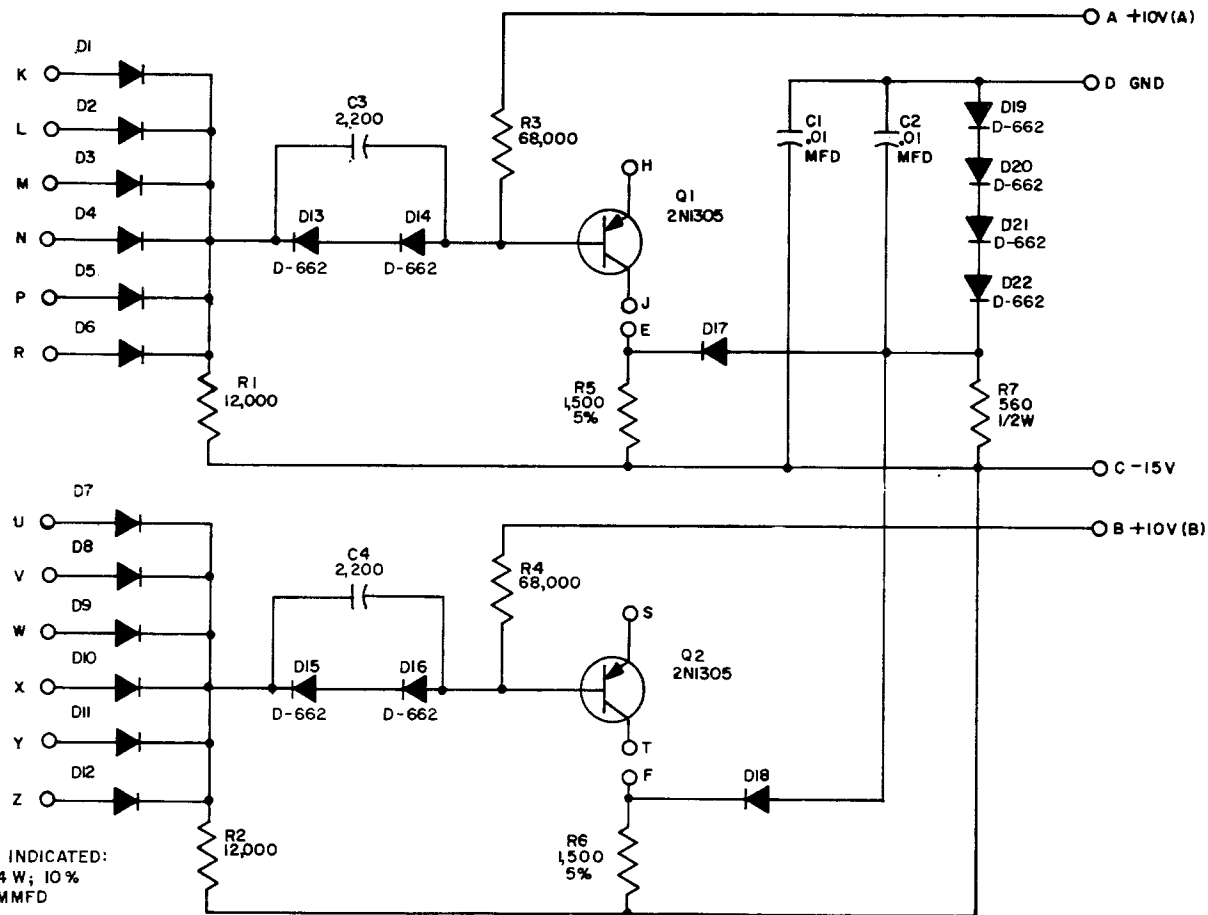 A +10V(A)
D1
K
D GND
D2
L
C3
2,200
R3
68,000
C1
.01
MFD
C2
.01
MFD
D19
D-662
D3
M
H
D20
D-662
D4
N
D13
D-662
D14
D-662
Q1
2N1305
D21
D-662
D5
P
J
D22
D-662
D6
R
E
D17
R1
12,000
R5
1,500
5%
R7
560
1/2W
C -15V
D7
U
B +10V(B)
D8
V
C4
2,200
R4
68,000
D9
W
S
D10
X
D15
D-662
D16
D-662
Q2
2N1305
D11
Y
T
D12
Z
F
D18
R2
12,000
R6
1,500
5%
INDICATED:
4 W; 10%
MMFD